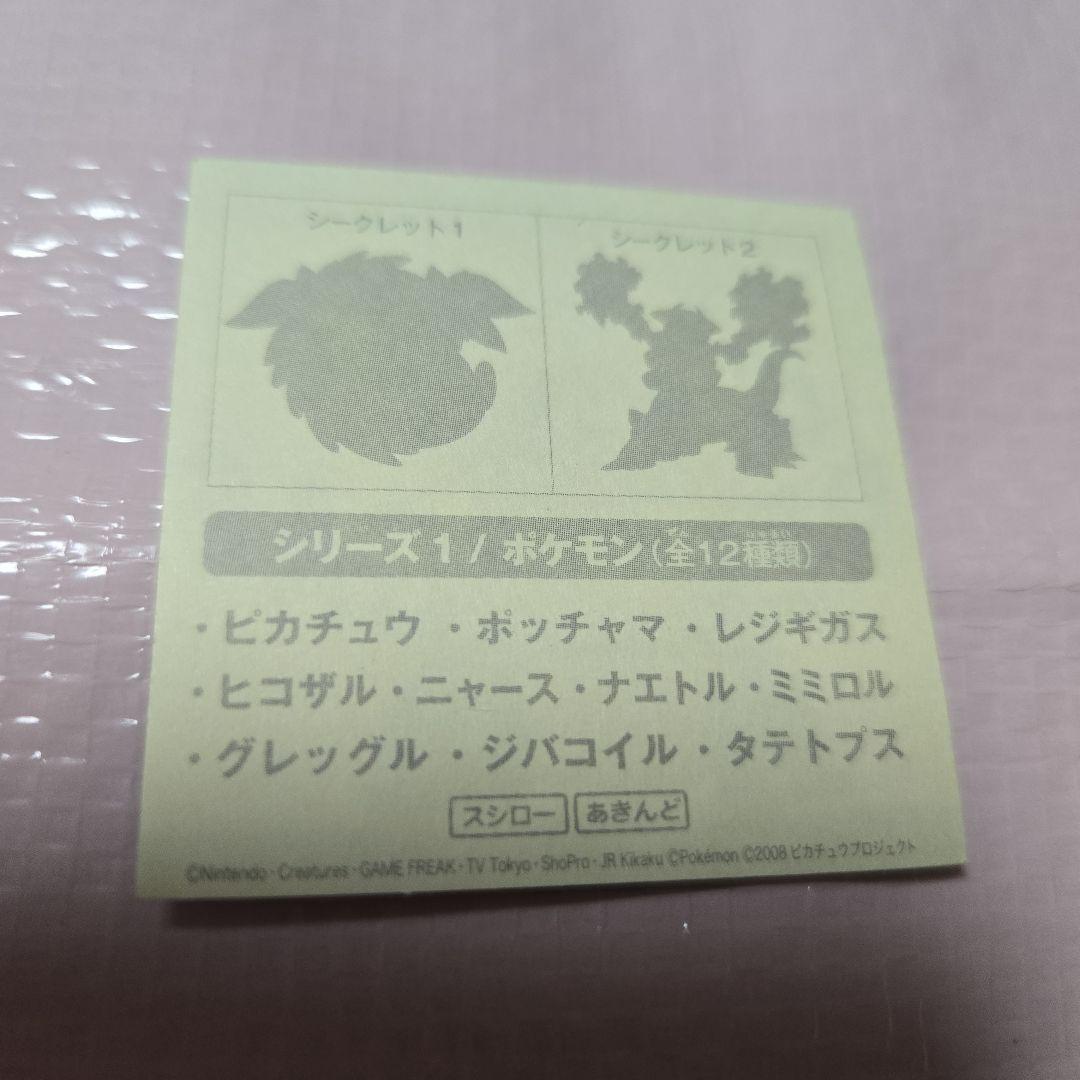 シークレット1
シークレット2
シリーズ1/ポケモン(全12種類)
・ピカチュウ ・ポッチャマ ・レジギガス
・ヒコザル・ニャース・ナエトル・ミミロル
・グレッグル ・ジバコイル ・タテトプス
スシロー あきんど
©Nintendo・Creatures・GAME FREAK・TV Tokyo・ShoPro・JR Kikaku ©Pokémon ©2008 ピカチュウプロジェクト